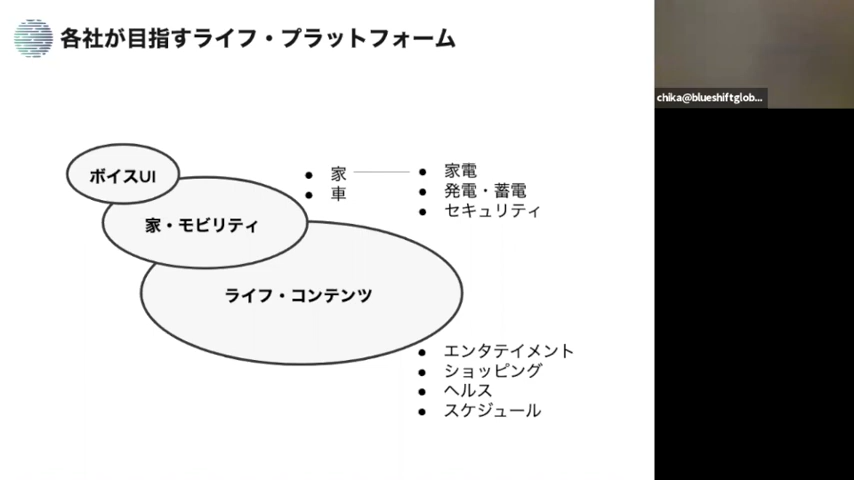 各社が目指すライフ・プラットフォーム
chika@blueshiftglob...
ボイスUI
家・モビリティ
ライフ・コンテンツ
● 家
● 車
● 家電
● 発電・蓄電
● セキュリティ
● エンタテイメント
● ショッピング
● ヘルス
● スケジュール